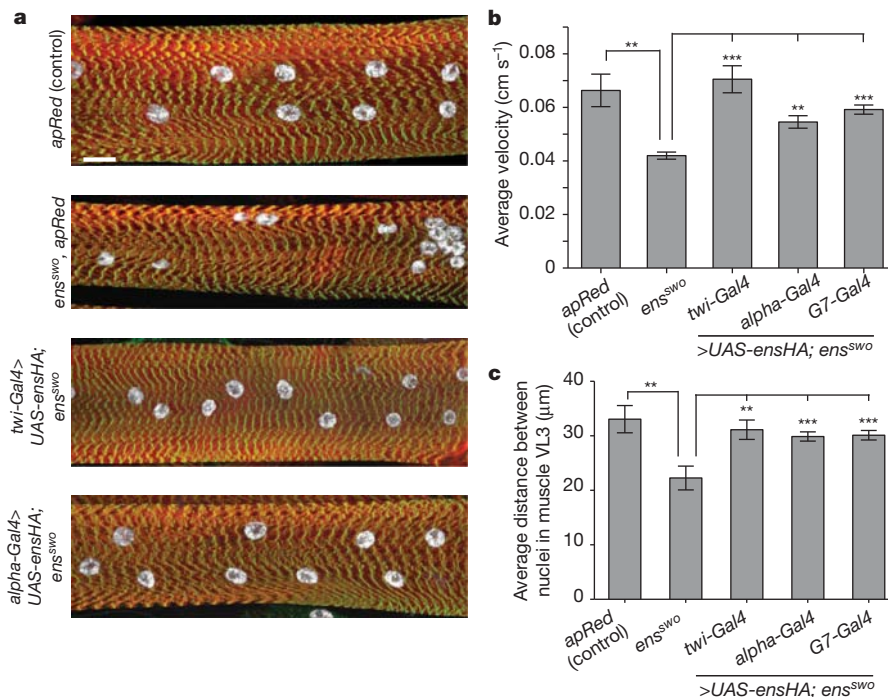 a
apRed (control)
ens^swo, apRed
twi-Gal4>
UAS-ensHA;
ens^swo
alpha-Gal4>
UAS-ensHA;
ens^swo
b
Average velocity (cm s⁻¹)
0.08
0.06
0.04
0.02
0
**
***
**
***
apRed
(control)
ens^swo
twi-Gal4
alpha-Gal4
G7-Gal4
>UAS-ensHA; ens^swo
c
Average distance between
nuclei in muscle VL3 (μm)
40
30
20
10
0
**
**
***
***
apRed
(control)
ens^swo
twi-Gal4
alpha-Gal4
G7-Gal4
>UAS-ensHA; ens^swo